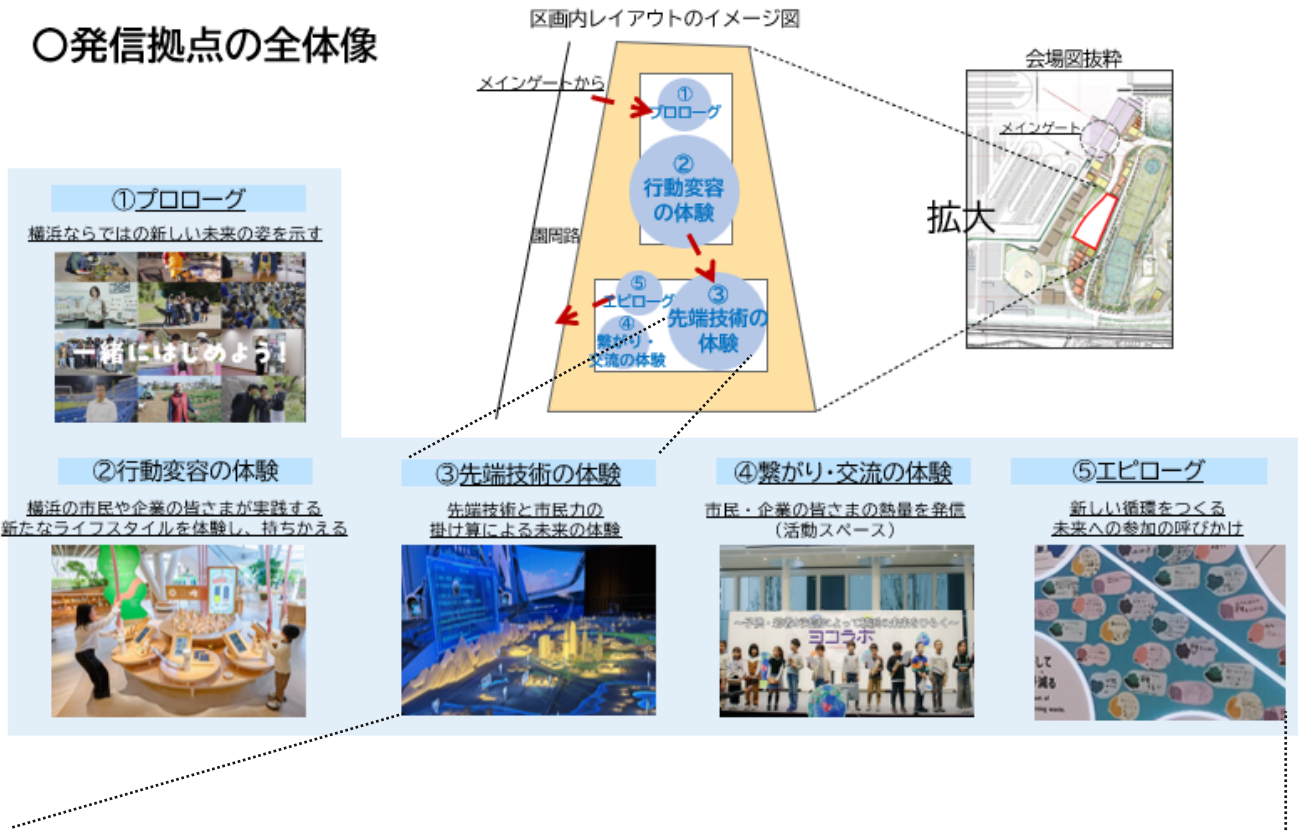 〇発信拠点の全体像
区画内レイアウトのイメージ図
メインゲートから
①
プロローグ
②
行動変容
の体験
園周路
⑤
エピローグ
④
繋がり・
交流の体験
③
先端技術の
体験
会場図抜粋
メインゲート
拡大
①プロローグ
横浜ならではの新しい未来の姿を示す
一緒にはじめよう!
②行動変容の体験
横浜の市民や企業の皆さまが実践する
新たなライフスタイルを体験し、持ちかえる
③先端技術の体験
先端技術と市民力の
掛け算による未来の体験
④繋がり・交流の体験
市民・企業の皆さまの熱量を発信
(活動スペース)
ヨコラボ
⑤エピローグ
新しい循環をつくる
未来への参加の呼びかけ
して
減る